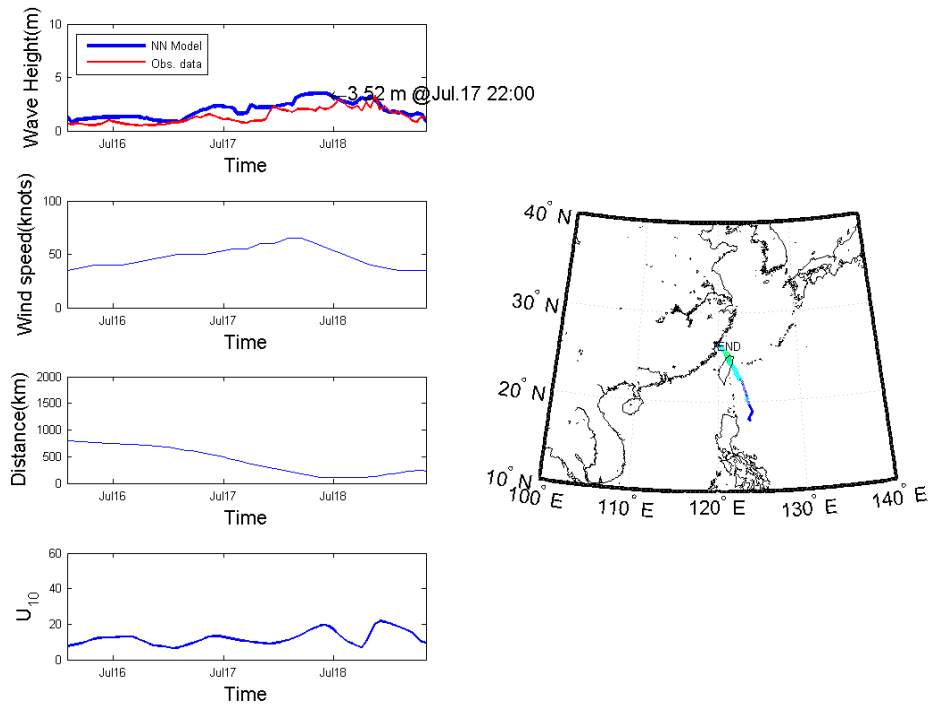 10
5
0
Wave Height(m)
NN Model
Obs. data
←3.52 m @Jul.17 22:00
Jul16
Jul17
Jul18
Time
100
50
0
Wind speed(knots)
Jul16
Jul17
Jul18
Time
2000
1500
1000
500
0
Distance(km)
Jul16
Jul17
Jul18
Time
60
40
20
0
U10
Jul16
Jul17
Jul18
Time
40° N
30° N
20° N
10° N
END
100° E
110° E
120° E
130° E
140° E